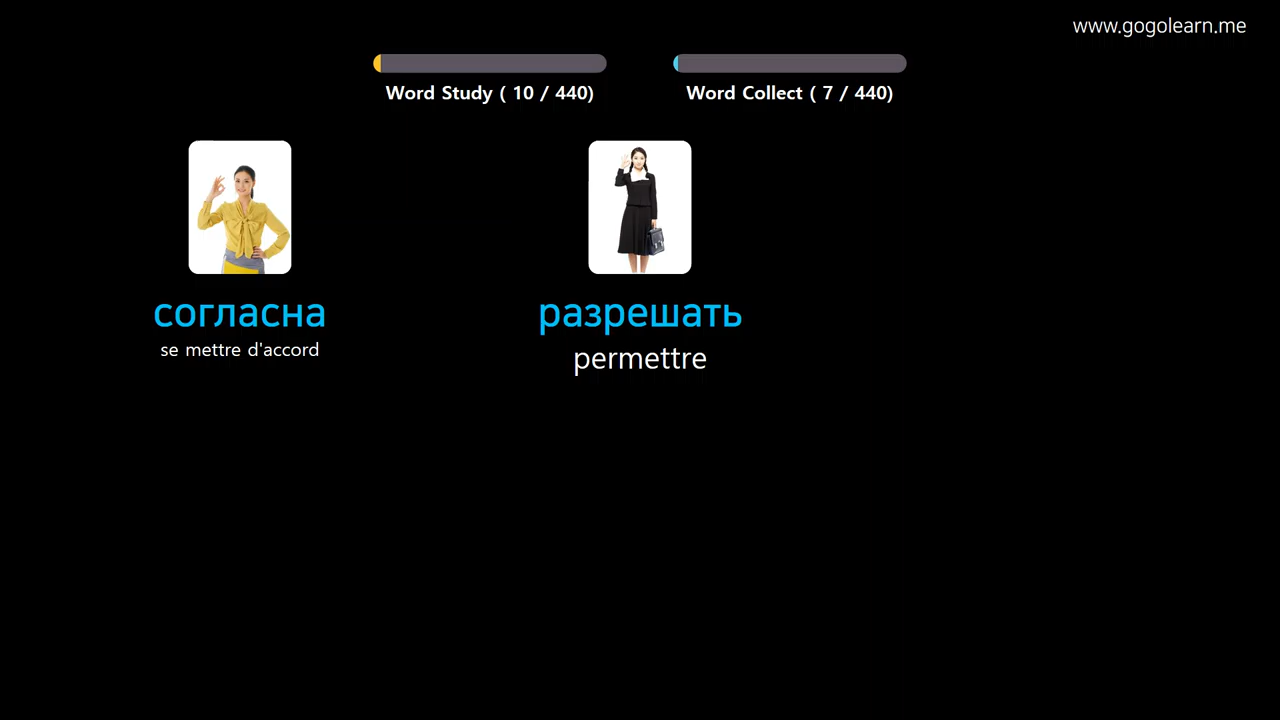 www.gogolearn.me
Word Study ( 10 / 440)
Word Collect ( 7 / 440)
согласна
se mettre d'accord
разрешать
permettre